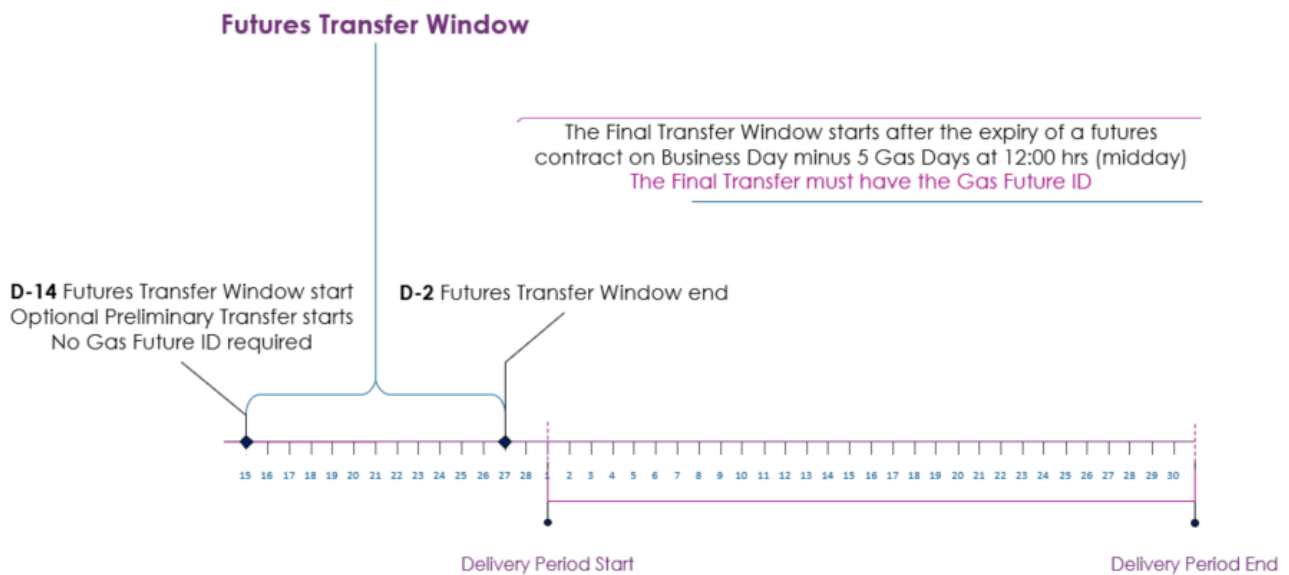 Futures Transfer Window
The Final Transfer Window starts after the expiry of a futures
contract on Business Day minus 5 Gas Days at 12:00 hrs (midday)
The Final Transfer must have the Gas Future ID
D-14 Futures Transfer Window start
Optional Preliminary Transfer starts
No Gas Future ID required
D-2 Futures Transfer Window end
15 16 17 18 19 20 21 22 23 24 25 26 27 28 1 2 3 4 5 6 7 8 9 10 11 12 13 14 15 16 17 18 19 20 21 22 23 24 25 26 27 28 29 30
Delivery Period Start
Delivery Period End